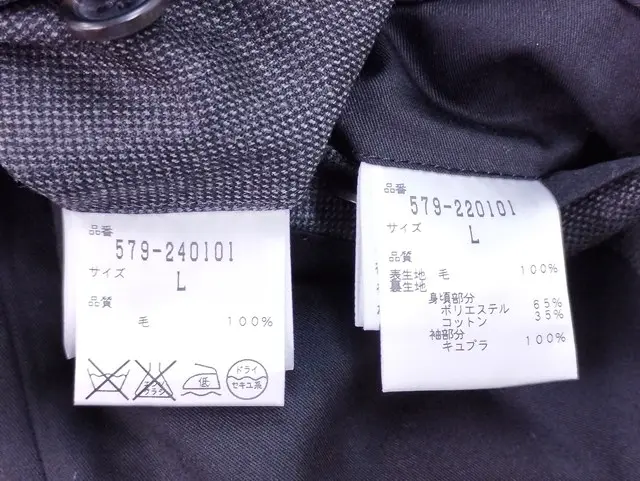 品番
579-240101
サイズ
L
品質
毛 100%
低
ドライ
セキユ系
品番
579-220101
サイズ
L
品質
表生地 毛 100%
裏生地
身頃部分
ポリエステル 65%
コットン 35%
袖部分
キュプラ 100%